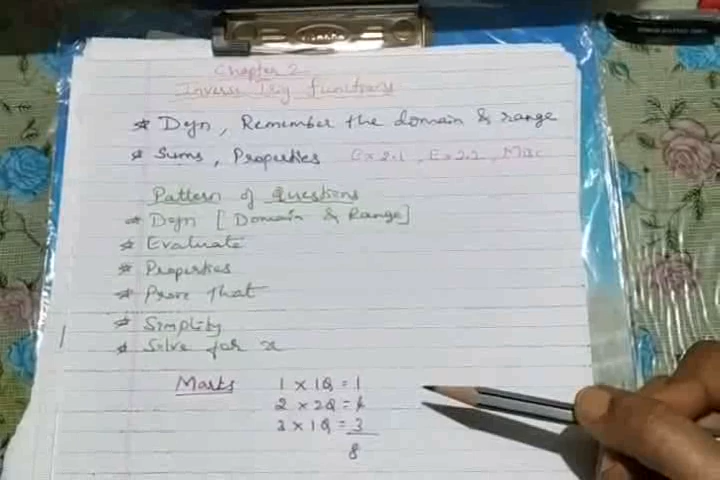 Chapter 2
Inverse Trig functions
* Defn, Remember the domain & range
* Sums, Properties Ex 2.1, Ex 2.2, Misc
Pattern of Questions
* Defn [Domain & Range]
* Evaluate
* Properties
* Prove that
* Simplify
* Solve for x
Marks 1 × 1Q = 1
2 × 2Q = 4
3 × 1Q = 3
8